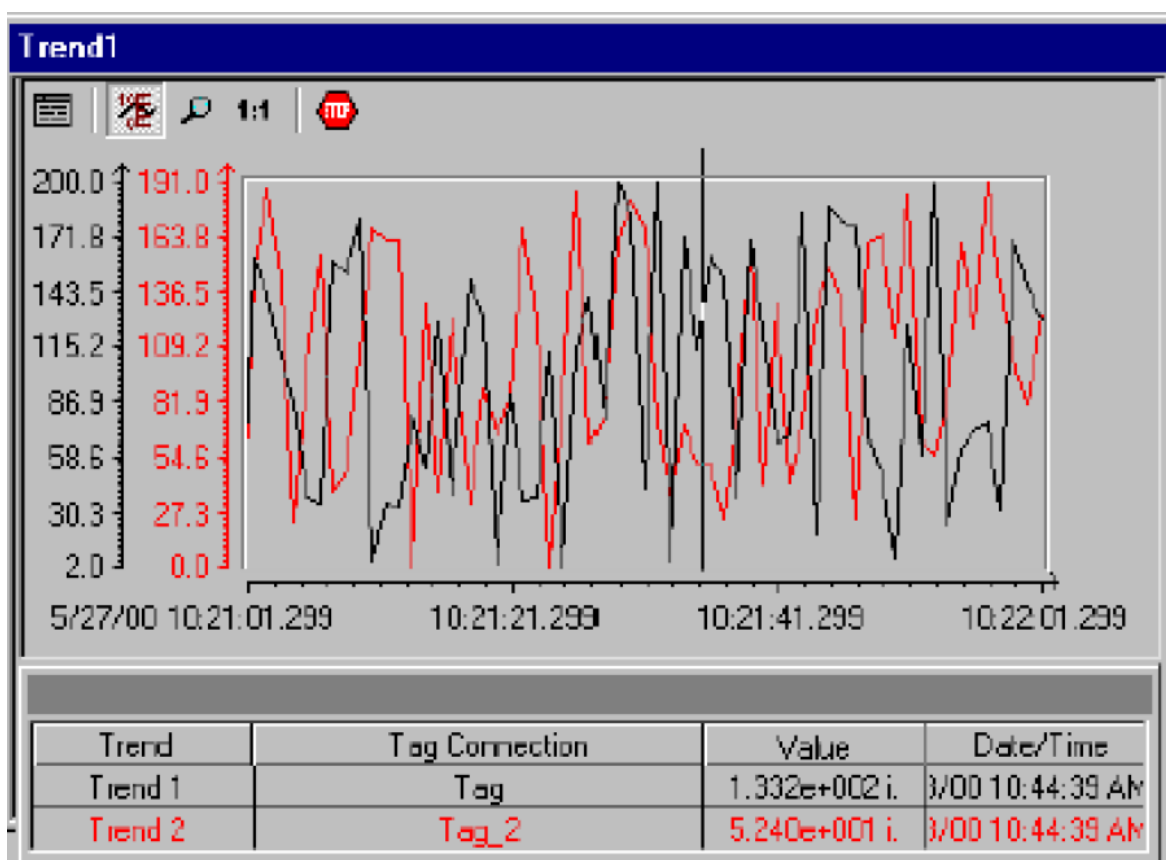 Trend1
1:1
STOP
200.0 191.0
171.8 163.8
143.5 136.5
115.2 109.2
86.9 81.9
58.6 54.6
30.3 27.3
2.0 0.0
5/27/00 10:21:01.299 10:21:21.299 10:21:41.299 10:22:01.299
Trend Tag Connection Value Date/Time
Trend 1 Tag 1.332e+002 i. /00 10:44:39 AM
Trend 2 Tag_2 5.240e+001 i. /00 10:44:39 AM